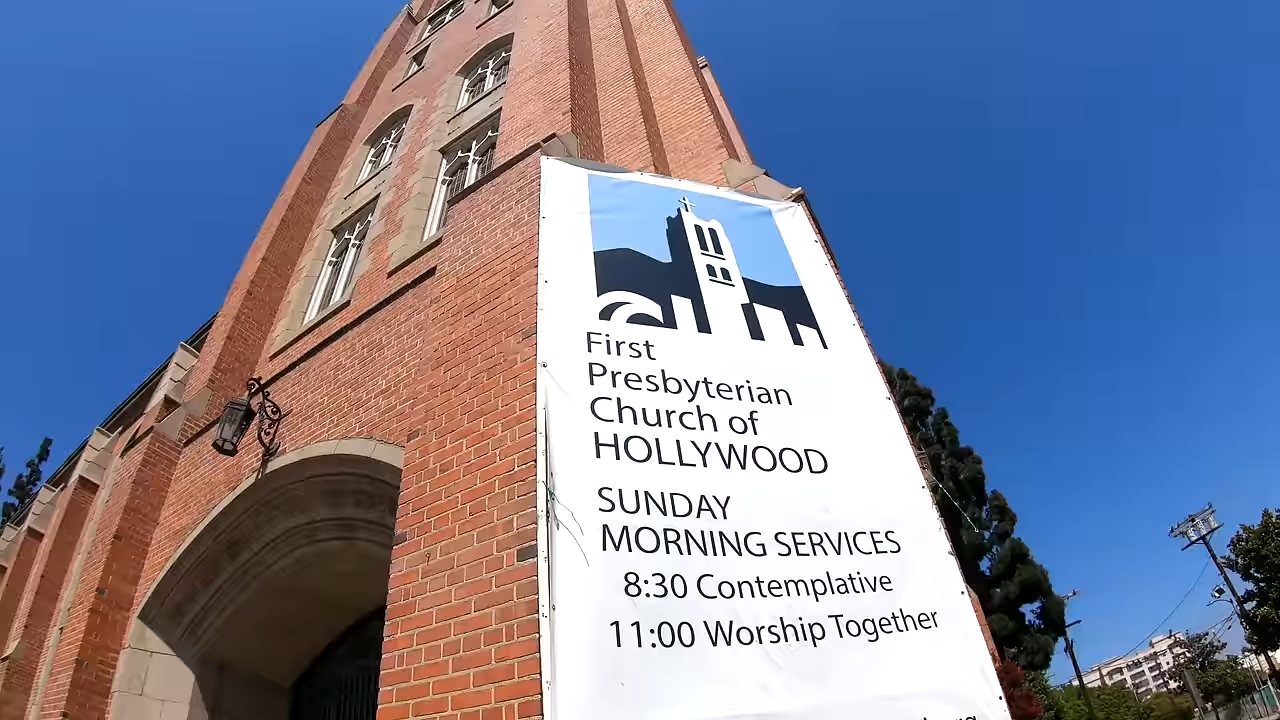 First
Presbyterian
Church of
HOLLYWOOD
SUNDAY
MORNING SERVICES
8:30 Contemplative
11:00 Worship Together